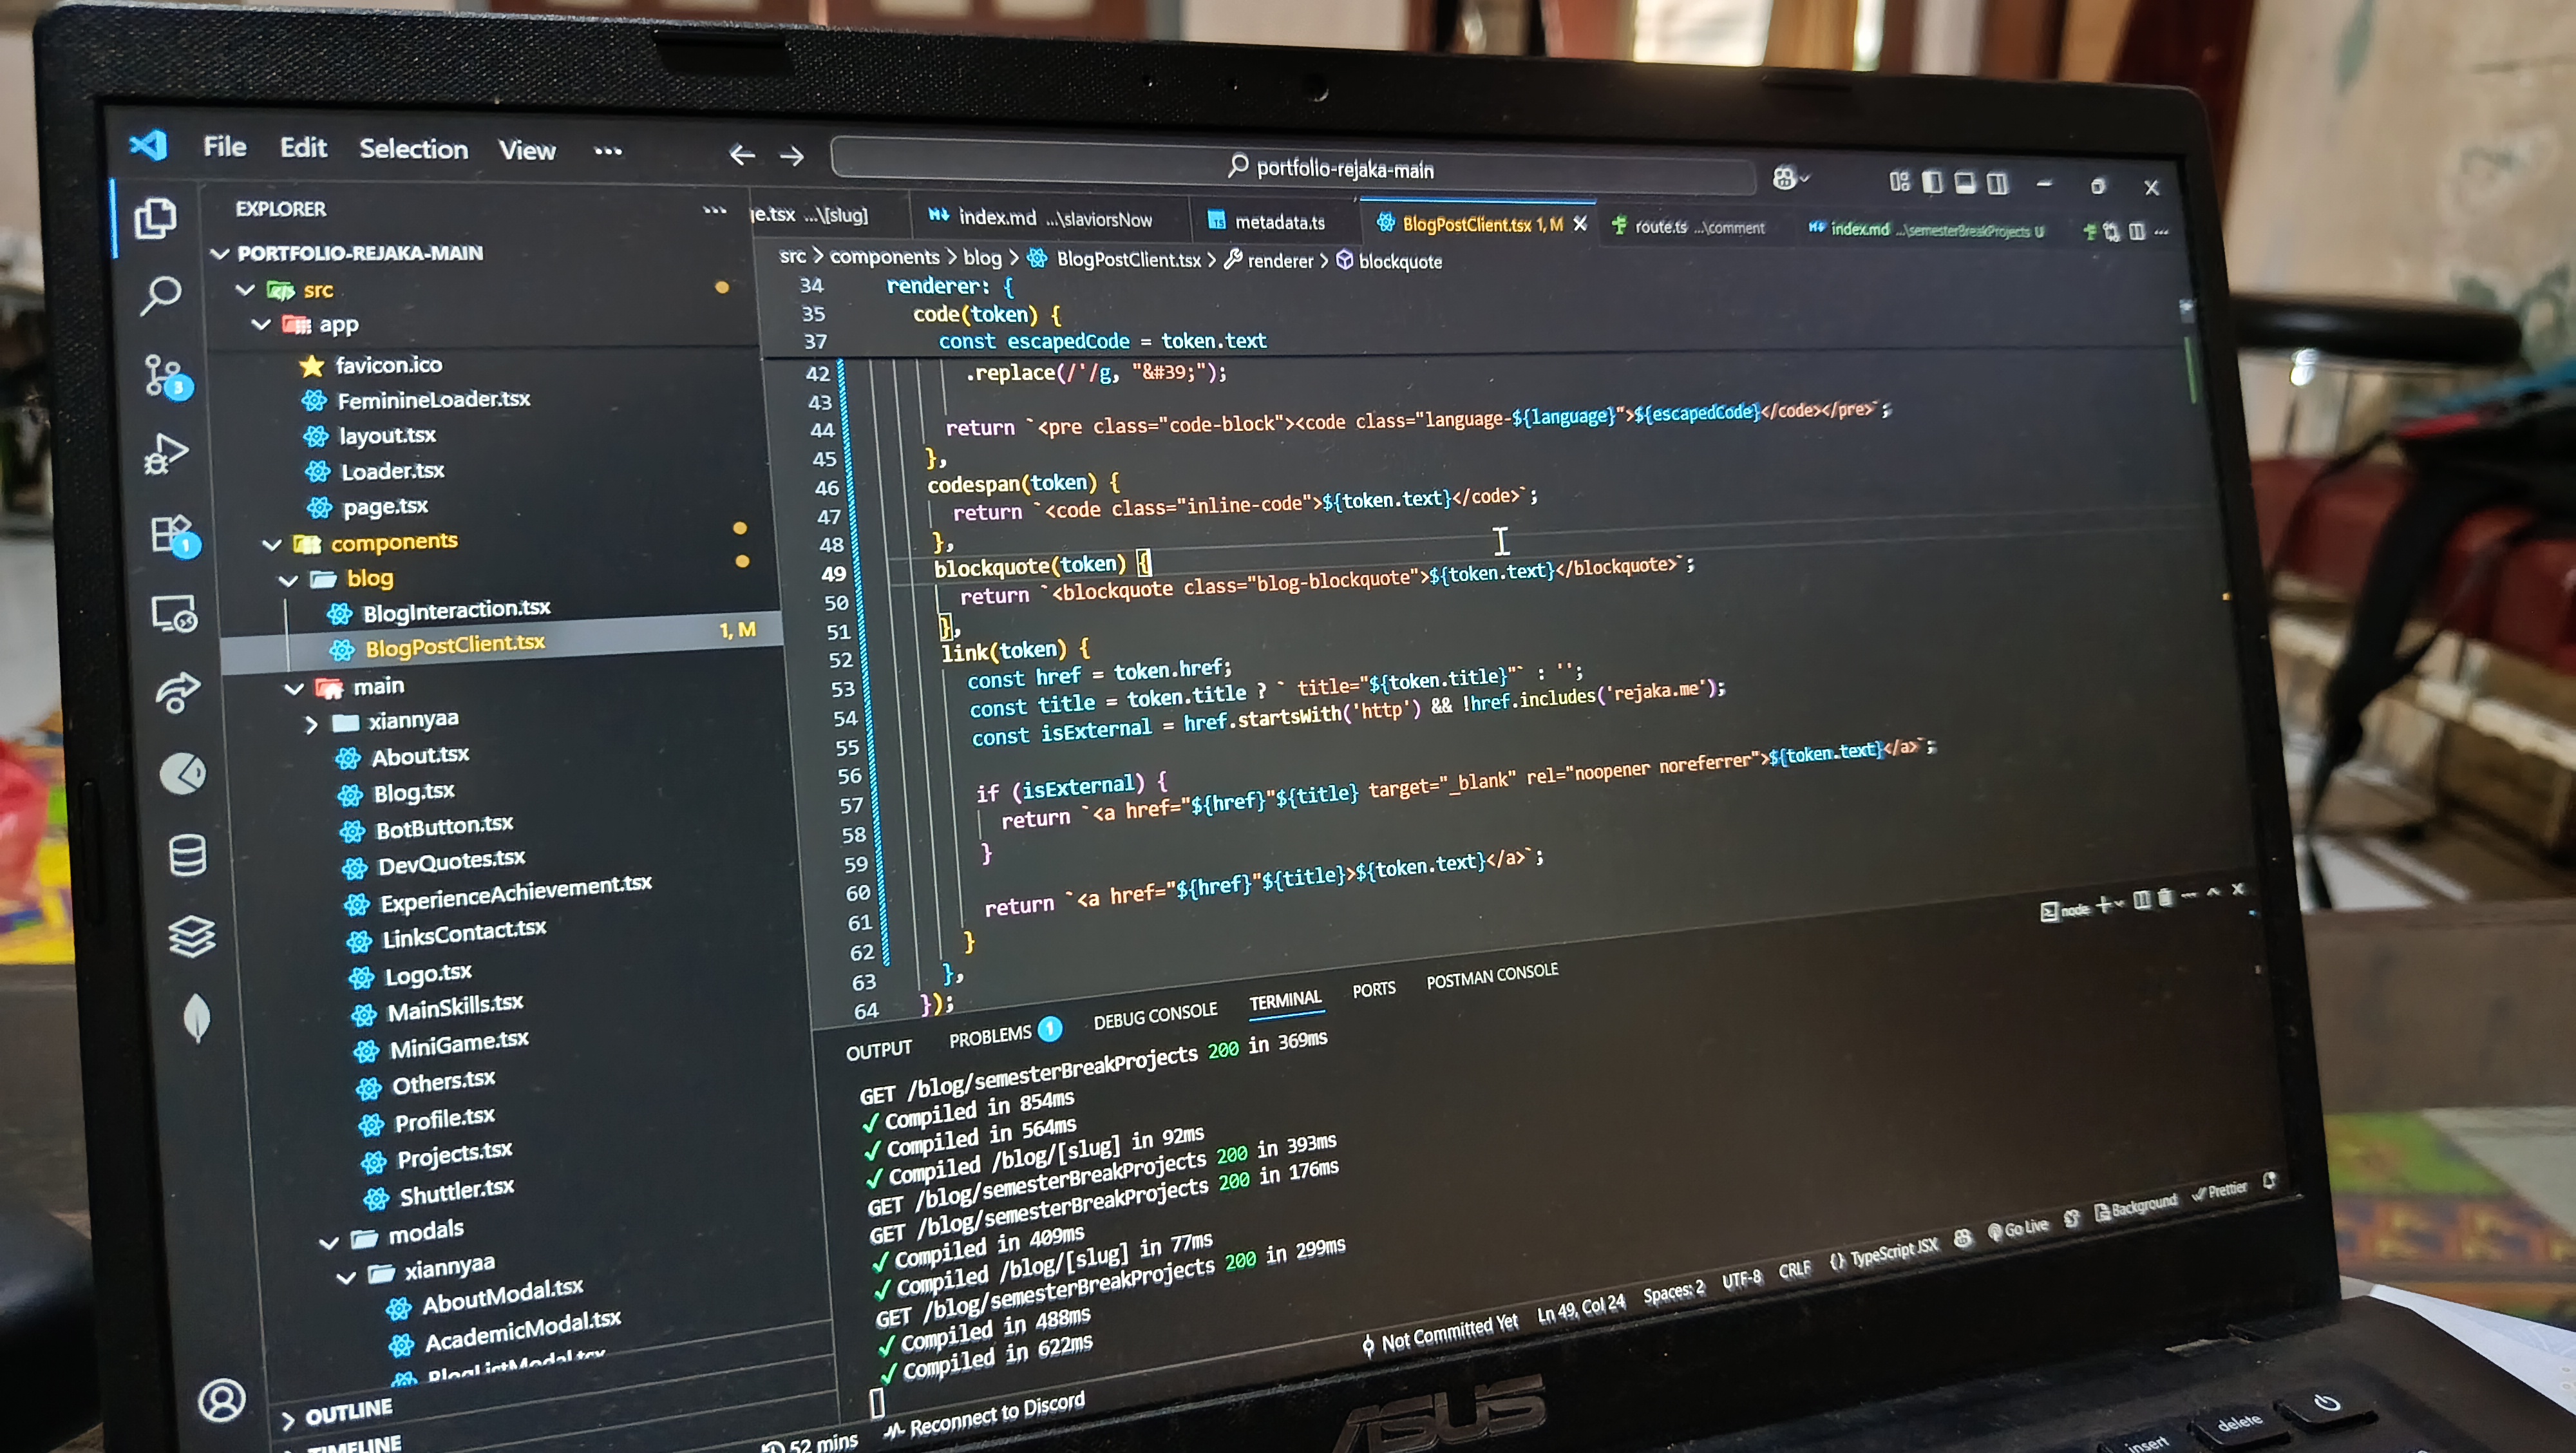 File Edit Selection View ... ← → portfolio-rejaka-main
EXPLORER ...
PORTFOLIO-REJAKA-MAIN
src
app
favicon.ico
FeminineLoader.tsx
layout.tsx
Loader.tsx
page.tsx
components
blog
BlogInteraction.tsx
BlogPostClient.tsx 1, M
main
xiannyaa
About.tsx
Blog.tsx
BotButton.tsx
DevQuotes.tsx
ExperienceAchievement.tsx
LinksContact.tsx
Logo.tsx
MainSkills.tsx
MiniGame.tsx
Others.tsx
Profile.tsx
Projects.tsx
Shuttler.tsx
modals
xiannyaa
AboutModal.tsx
AcademicModal.tsx
BlogListModal.tsx
OUTLINE
TIMELINE
3
1
e.tsx ...\[slug] index.md ...\slaviorsNow metadata.ts BlogPostClient.tsx 1, M route.ts ...\comment index.md ...\semesterBreakProjects U
src > components > blog > BlogPostClient.tsx > renderer > blockquote
34 renderer: {
35 code(token) {
37 const escapedCode = token.text
42 .replace(/'/g, "&#39;");
43
44 return `<pre class="code-block"><code class="language-${language}">${escapedCode}</code></pre>`;
45 },
46 codespan(token) {
47 return `<code class="inline-code">${token.text}</code>`;
48 },
49 blockquote(token) {
50 return `<blockquote class="blog-blockquote">${token.text}</blockquote>`;
51 },
52 link(token) {
53 const href = token.href;
54 const title = token.title ? ` title="${token.title}"` : '';
55 const isExternal = href.startsWith('http') && !href.includes('rejaka.me');
56
57 if (isExternal) {
58 return `<a href="${href}"${title} target="_blank" rel="noopener noreferrer">${token.text}</a>`;
59 }
60
61 return `<a href="${href}"${title}>${token.text}</a>`;
62 }
63 },
64 });
OUTPUT PROBLEMS 1 DEBUG CONSOLE TERMINAL PORTS POSTMAN CONSOLE
node
GET /blog/semesterBreakProjects 200 in 369ms
✓ Compiled in 854ms
✓ Compiled in 564ms
✓ Compiled /blog/[slug] in 92ms
GET /blog/semesterBreakProjects 200 in 393ms
GET /blog/semesterBreakProjects 200 in 176ms
✓ Compiled in 409ms
✓ Compiled /blog/[slug] in 77ms
GET /blog/semesterBreakProjects 200 in 299ms
✓ Compiled in 488ms
✓ Compiled in 622ms
52 mins Reconnect to Discord Not Committed Yet Ln 49, Col 24 Spaces: 2 UTF-8 CRLF {} TypeScript JSX Go Live Background Prettier
ASUS
insert delete